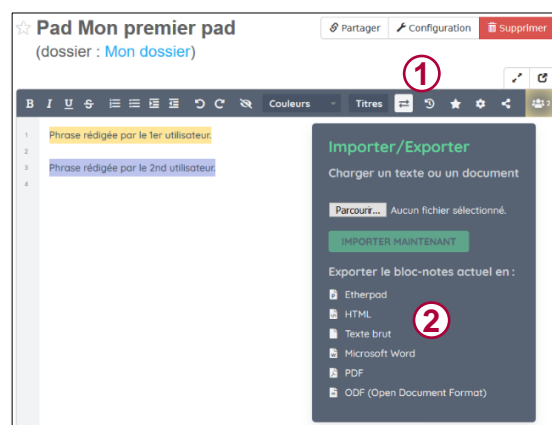 Pad Mon premier pad
Partager Configuration Supprimer
(dossier : Mon dossier)
1
B I U S Couleurs Titres 2
1 Phrase rédigée par le 1er utilisateur.
2
3 Phrase rédigée par le 2nd utilisateur.
4
Importer/Exporter
Charger un texte ou un document
Parcourir... Aucun fichier sélectionné.
IMPORTER MAINTENANT
Exporter le bloc-notes actuel en :
Etherpad
HTML
Texte brut
2
Microsoft Word
PDF
ODF (Open Document Format)